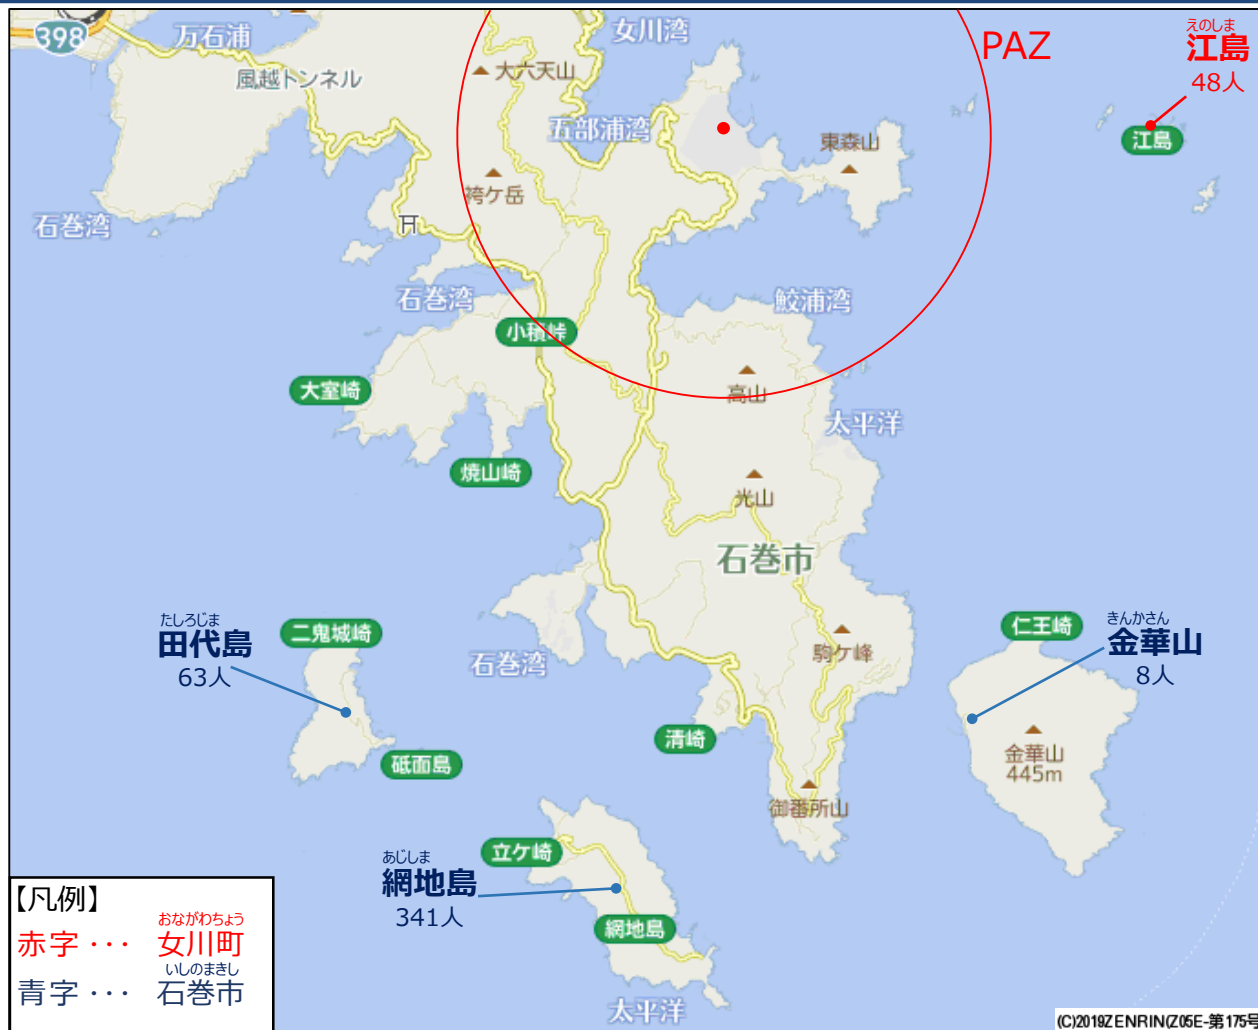 398
万石浦
風越トンネル
女川湾
大六天山
PAZ
えのしま
江島
48人
五部浦湾
東森山
江島
袴ケ岳
石巻湾
石巻湾
鮫浦湾
小積峠
大室崎
高山
太平洋
焼山崎
光山
石巻市
たしろじま
田代島
63人
二鬼城崎
石巻湾
駒ケ峰
仁王崎
きんかさん
金華山
8人
清崎
砥面島
金華山
445m
御番所山
あじしま
網地島
341人
立ケ崎
網地島
太平洋
【凡例】
おながわちょう
赤字・・・ 女川町
いしのまきし
青字・・・ 石巻市
(C)2019ZENRIN(Z05E-第175号